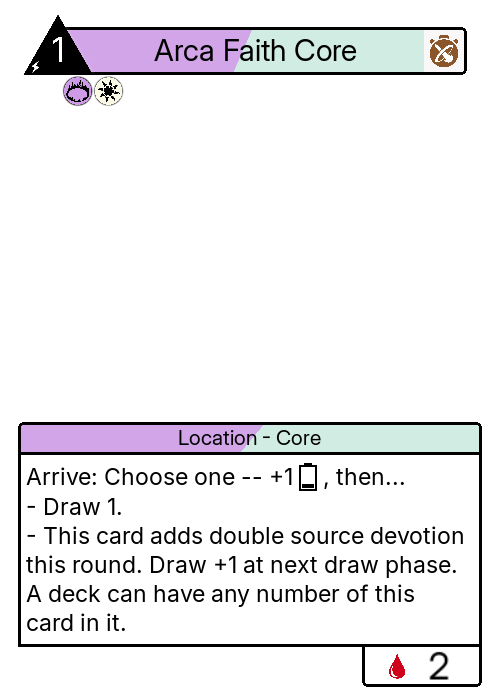 1 Arca Faith Core
Location - Core
Arrive: Choose one -- +1 , then...
- Draw 1.
- This card adds double source devotion
this round. Draw +1 at next draw phase.
A deck can have any number of this
card in it.
2